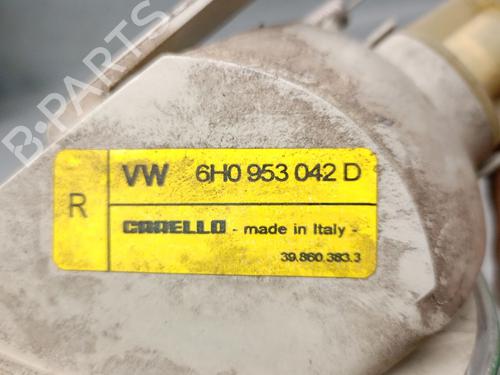 B-PARTS
R VW 6H0 953 042 D
CARELLO - made in Italy -
39.860.383.3